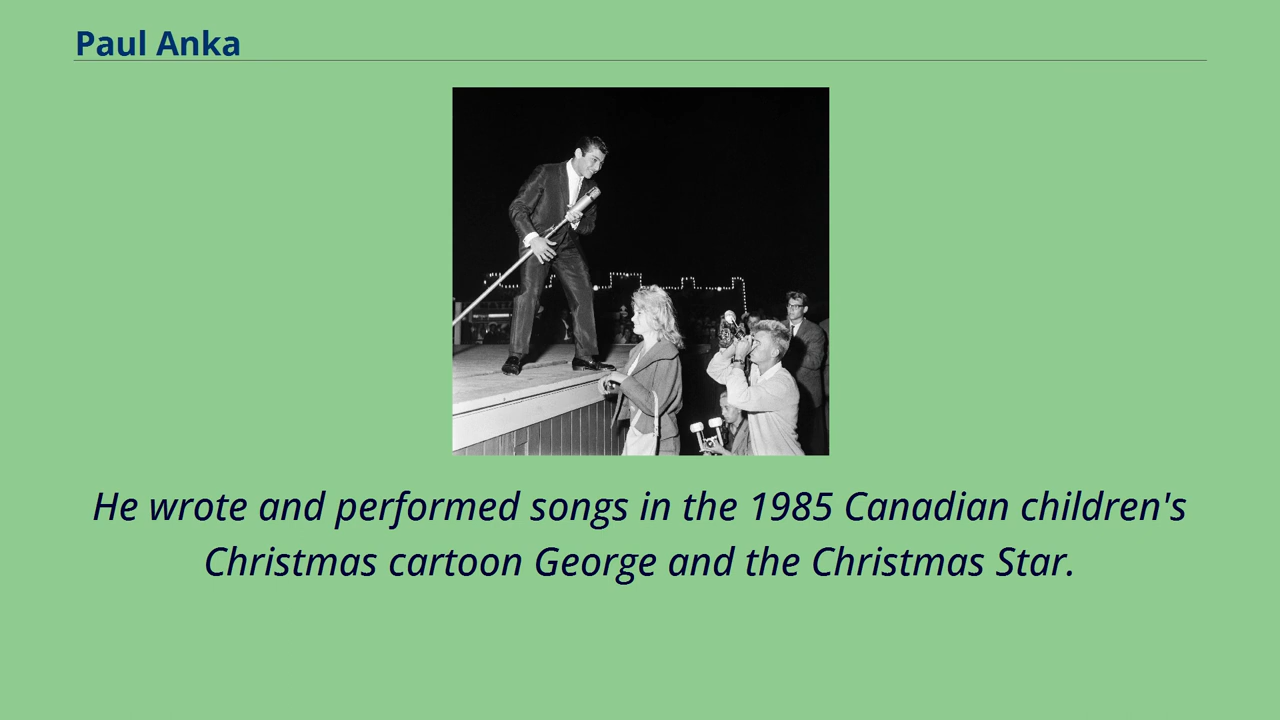 Paul Anka
He wrote and performed songs in the 1985 Canadian children's
Christmas cartoon George and the Christmas Star.